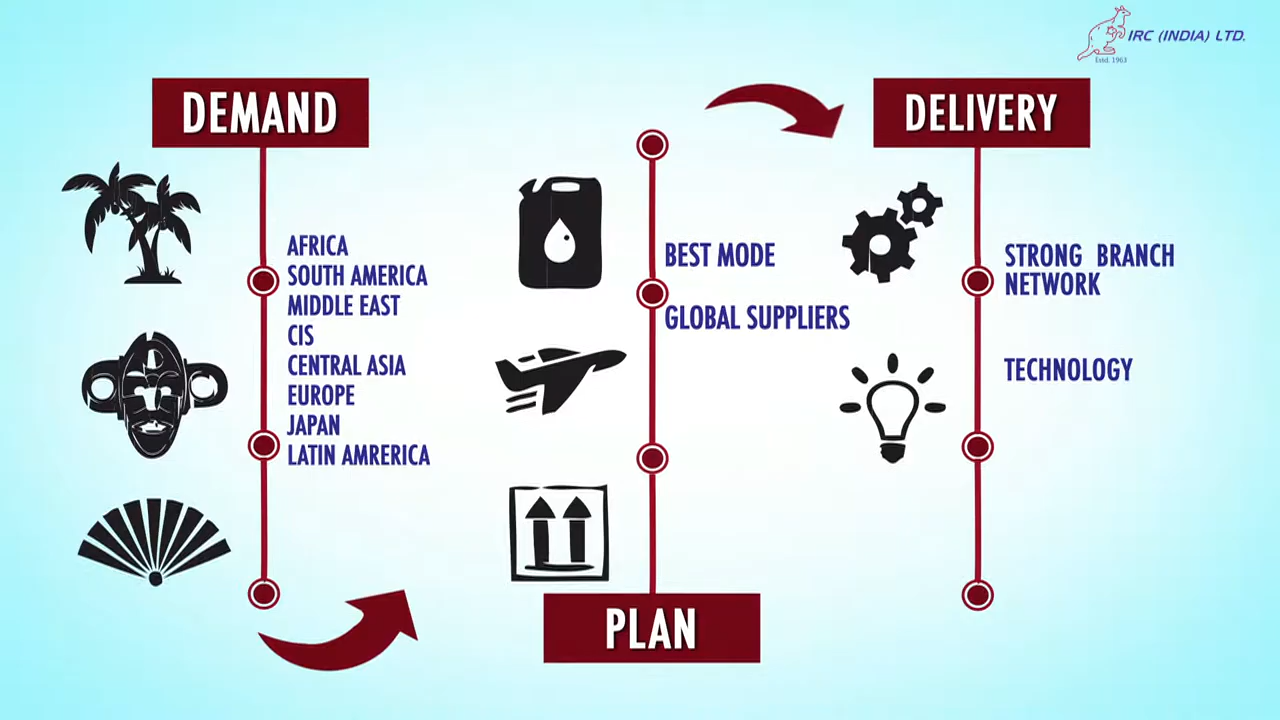 IRC (INDIA) LTD.
Estd. 1963
DEMAND
AFRICA
SOUTH AMERICA
MIDDLE EAST
CIS
CENTRAL ASIA
EUROPE
JAPAN
LATIN AMRERICA
BEST MODE
GLOBAL SUPPLIERS
PLAN
DELIVERY
STRONG BRANCH
NETWORK
TECHNOLOGY